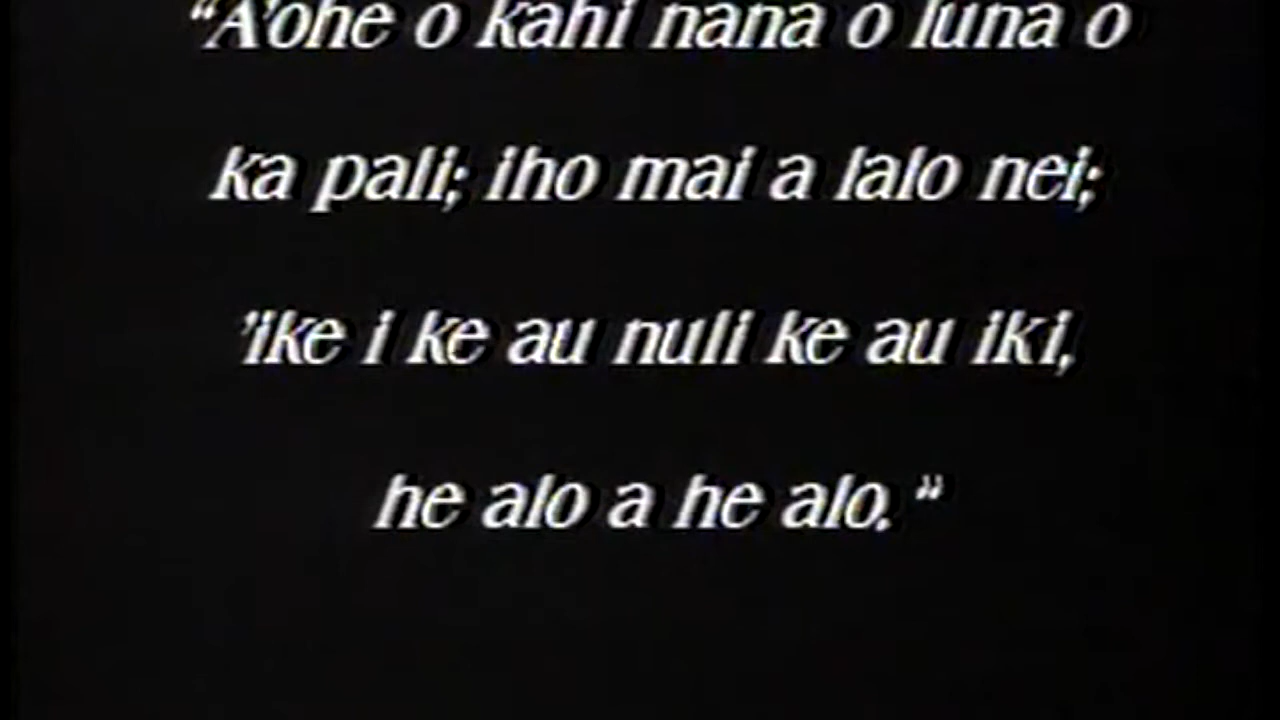 “A'ohe o kahi nana o luna o
ka pali; iho mai a lalo nei;
'ike i ke au nuli ke au iki,
he alo a he alo.”